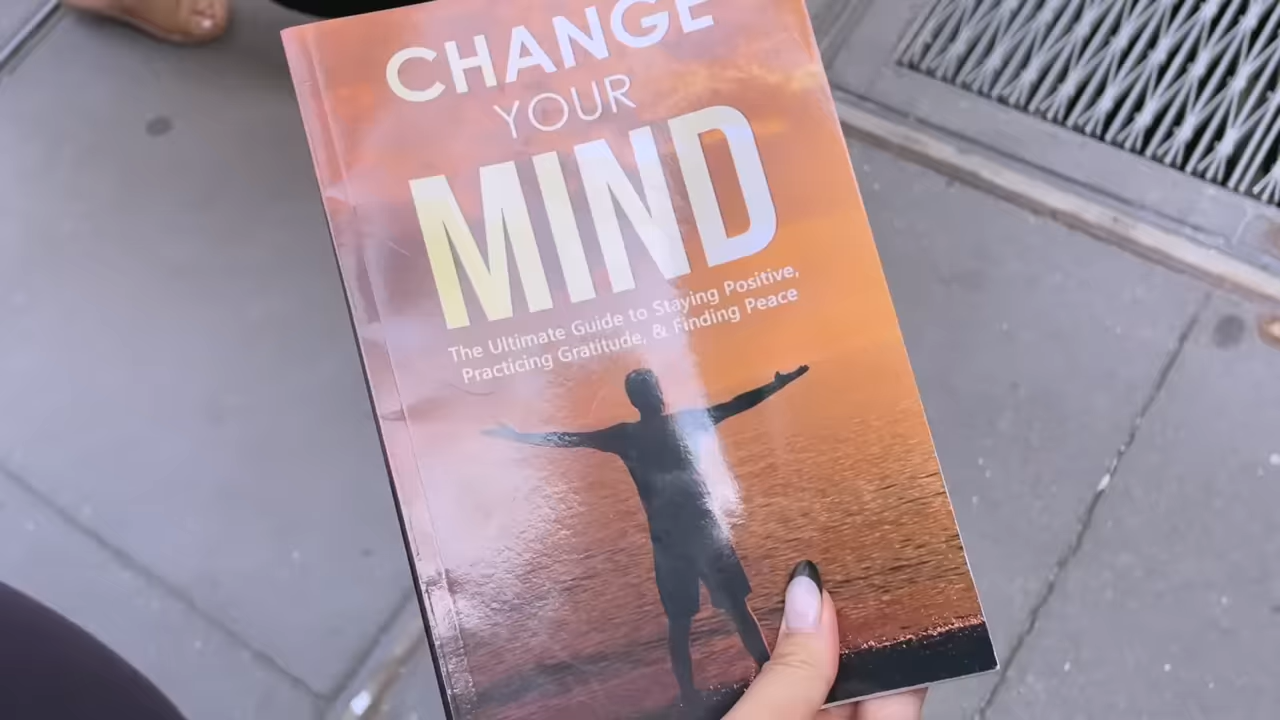 CHANGE
YOUR
MIND
The Ultimate Guide to Staying Positive,
Practicing Gratitude, & Finding Peace